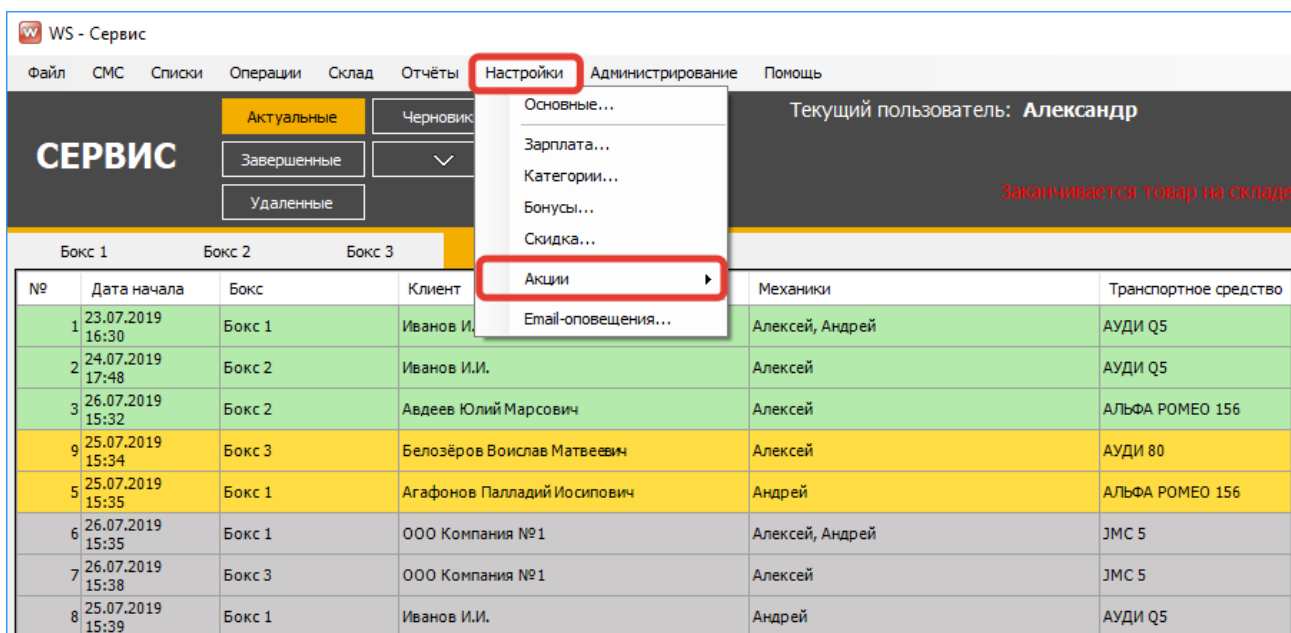 WS - Сервис
Файл СМС Списки Операции Склад Отчёты Настройки Администрирование Помощь
СЕРВИС
Актуальные
Завершенные
Удаленные
Основные...
Зарплата...
Категории...
Бонусы...
Скидка...
Акции
Email-оповещения...
Текущий пользователь: Александр
Заканчивается товар на складе
Бокс 1 Бокс 2 Бокс 3
№ Дата начала Бокс Клиент Механики Транспортное средство
1 23.07.2019 16:30 Бокс 1 Иванов И. Алексей, Андрей АУДИ Q5
2 24.07.2019 17:48 Бокс 2 Иванов И.И. Алексей АУДИ Q5
3 26.07.2019 15:32 Бокс 2 Авдеев Юлий Марсович Алексей АЛЬФА РОМЕО 156
9 25.07.2019 15:34 Бокс 3 Белозёров Воислав Матвеевич Алексей АУДИ 80
5 25.07.2019 15:35 Бокс 1 Агафонов Палладий Иосипович Андрей АЛЬФА РОМЕО 156
6 26.07.2019 15:35 Бокс 1 ООО Компания №1 Алексей, Андрей JMC 5
7 26.07.2019 15:38 Бокс 3 ООО Компания №1 Алексей JMC 5
8 25.07.2019 15:39 Бокс 1 Иванов И.И. Андрей АУДИ Q5